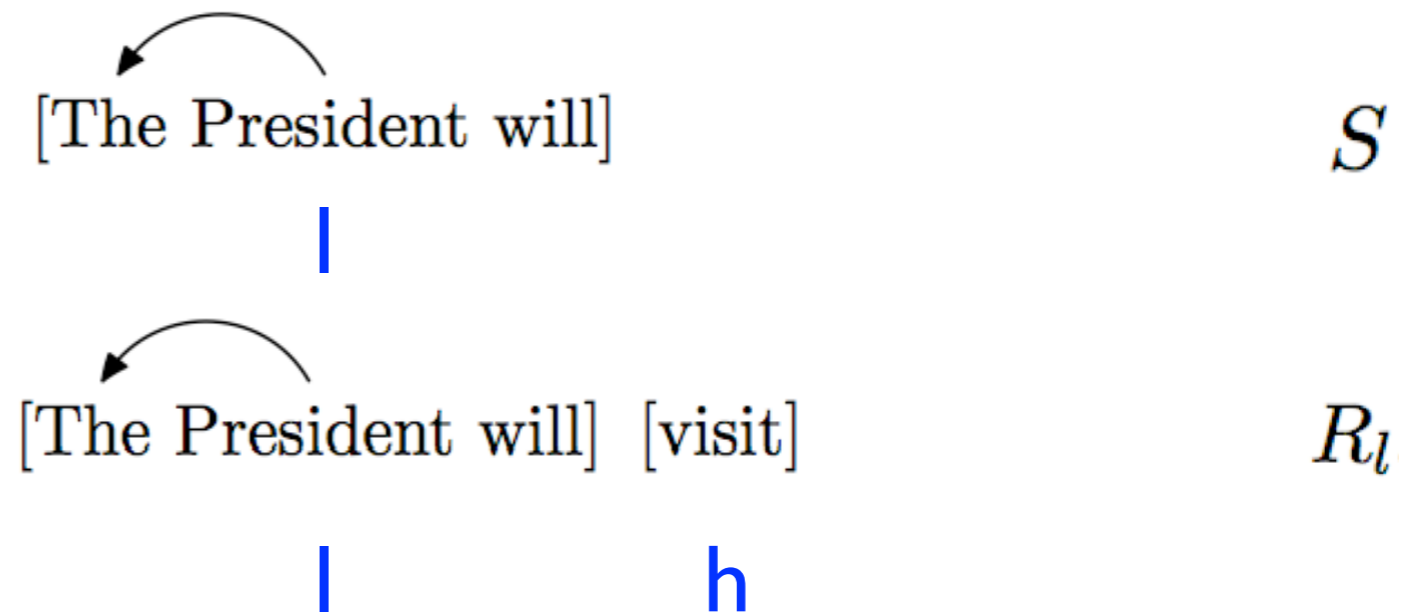 [The President will] S
l
[The President will] [visit] R_l
l h